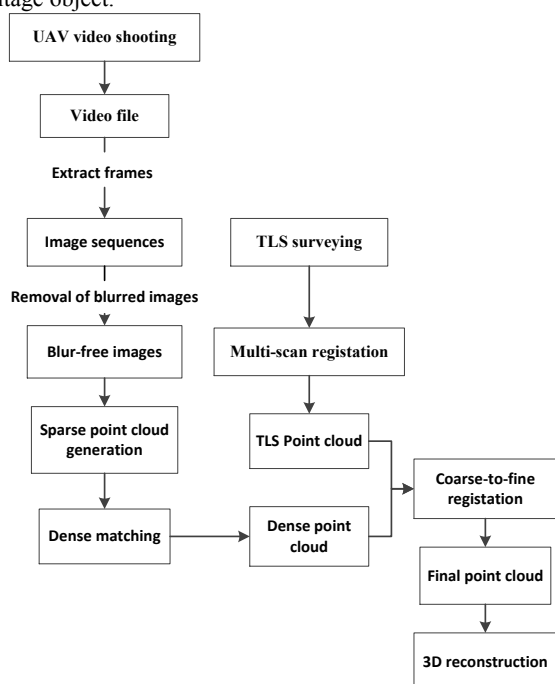 UAV video shooting
Video file
Extract frames
Image sequences
Removal of blurred images
Blur-free images
Sparse point cloud
generation
Dense matching
TLS surveying
Multi-scan registation
TLS Point cloud
Dense point
cloud
Coarse-to-fine
registation
Final point cloud
3D reconstruction